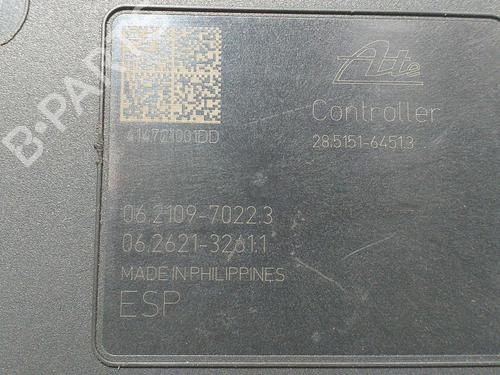 B-PARTS
Ate
Controller
28.5151-6451.3
414721001DD
06.2109-7022.3
06.2621-3261.1
MADE IN PHILIPPINES
ESP